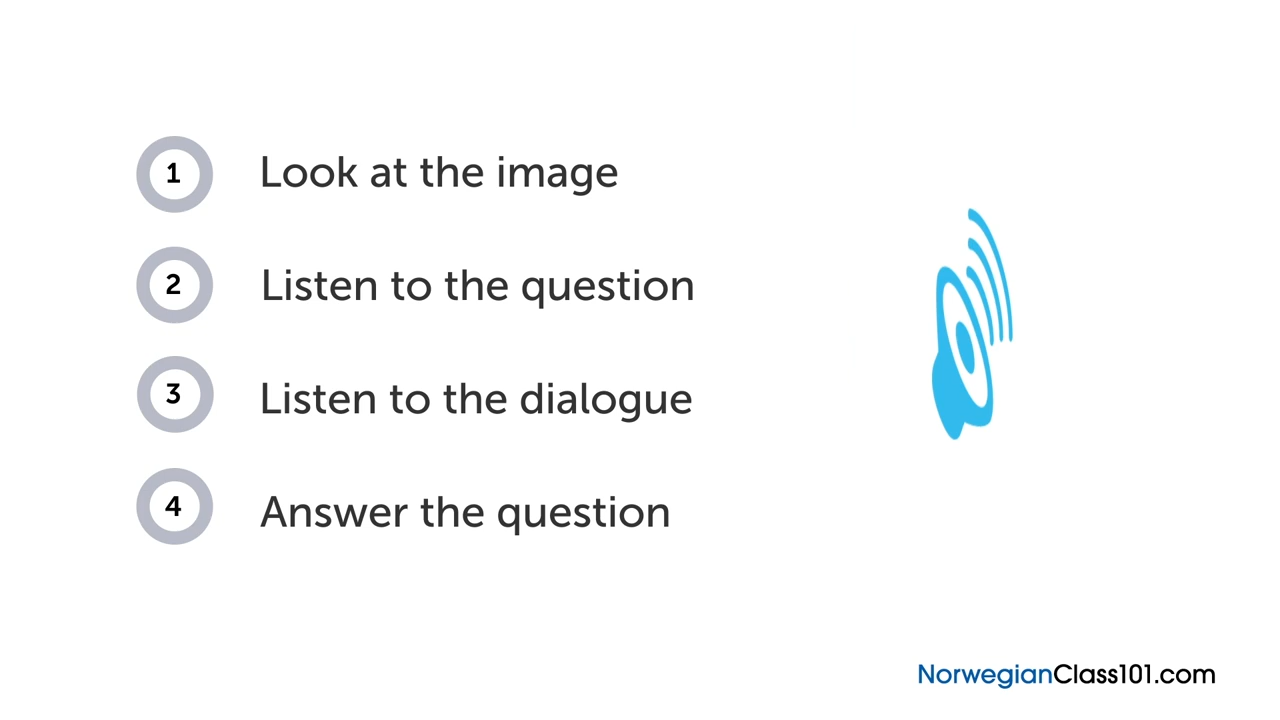 1 Look at the image
2 Listen to the question
3 Listen to the dialogue
4 Answer the question
NorwegianClass101.com